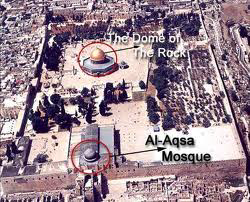 The Dome of
The Rock
Al-Aqsa
Mosque